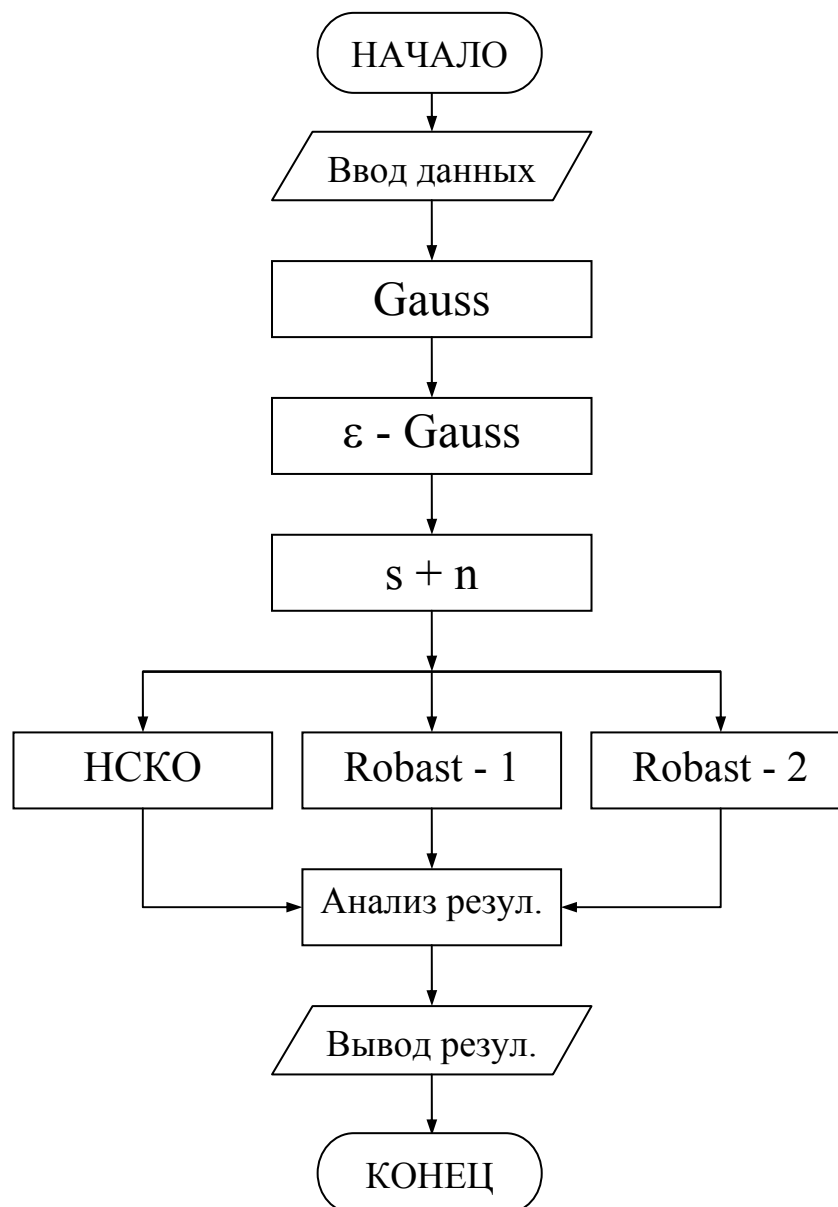 НАЧАЛО
Ввод данных
Gauss
ε - Gauss
s + n
НСКО
Robast - 1
Robast - 2
Анализ резул.
Вывод резул.
КОНЕЦ